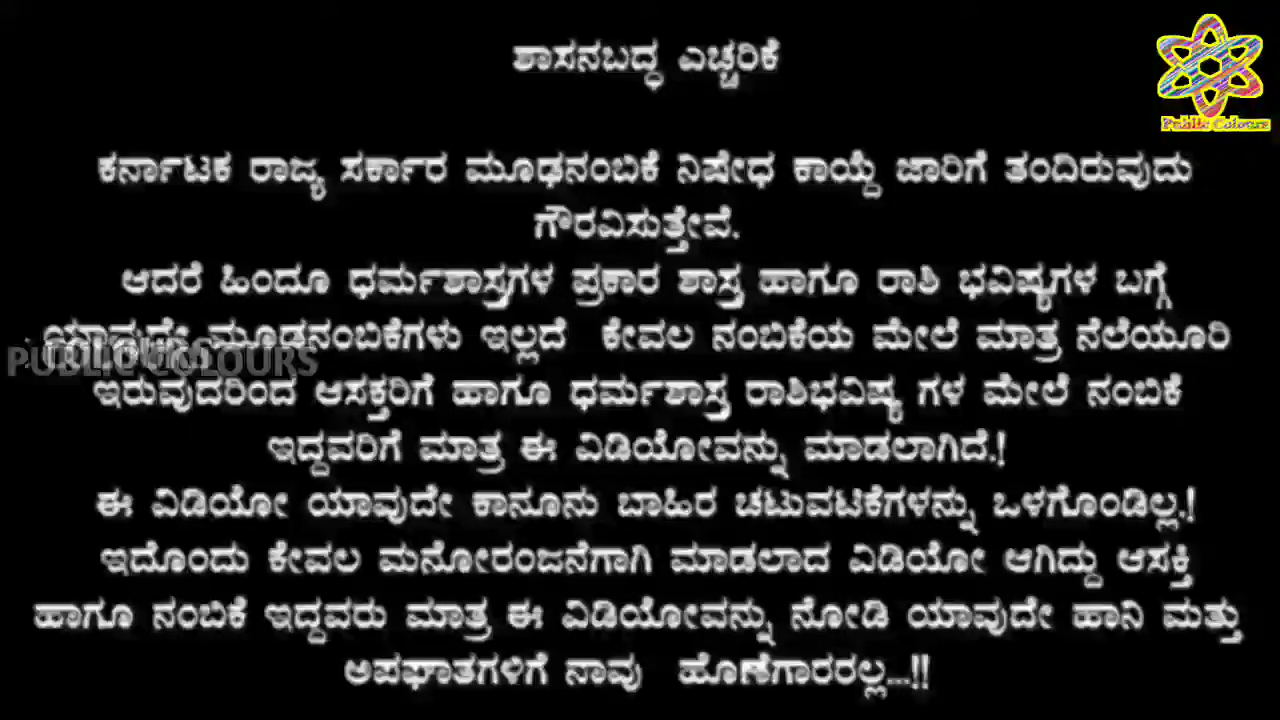 ಶಾಸನಬದ್ಧ ಎಚ್ಚರಿಕೆ
Public Colours
ಕರ್ನಾಟಕ ರಾಜ್ಯ ಸರ್ಕಾರ ಮೂಢನಂಬಿಕೆ ನಿಷೇಧ ಕಾಯ್ದೆ ಜಾರಿಗೆ ತಂದಿರುವುದು
ಗೌರವಿಸುತ್ತೇವೆ.
ಆದರೆ ಹಿಂದೂ ಧರ್ಮಶಾಸ್ತ್ರಗಳ ಪ್ರಕಾರ ಶಾಸ್ತ್ರ ಹಾಗೂ ರಾಶಿ ಭವಿಷ್ಯಗಳ ಬಗ್ಗೆ
ಯಾವುದೇ ಮೂಢನಂಬಿಕೆಗಳು ಇಲ್ಲದೆ ಕೇವಲ ನಂಬಿಕೆಯ ಮೇಲೆ ಮಾತ್ರ ನೆಲೆಯೂರಿ
PUBLIC COLOURS
ಇರುವುದರಿಂದ ಆಸಕ್ತರಿಗೆ ಹಾಗೂ ಧರ್ಮಶಾಸ್ತ್ರ ರಾಶಿಭವಿಷ್ಯ ಗಳ ಮೇಲೆ ನಂಬಿಕೆ
ಇದ್ದವರಿಗೆ ಮಾತ್ರ ಈ ವಿಡಿಯೋವನ್ನು ಮಾಡಲಾಗಿದೆ.!
ಈ ವಿಡಿಯೋ ಯಾವುದೇ ಕಾನೂನು ಬಾಹಿರ ಚಟುವಟಿಕೆಗಳನ್ನು ಒಳಗೊಂಡಿಲ್ಲ.!
ಇದೊಂದು ಕೇವಲ ಮನೋರಂಜನೆಗಾಗಿ ಮಾಡಲಾದ ವಿಡಿಯೋ ಆಗಿದ್ದು ಆಸಕ್ತಿ
ಹಾಗೂ ನಂಬಿಕೆ ಇದ್ದವರು ಮಾತ್ರ ಈ ವಿಡಿಯೋವನ್ನು ನೋಡಿ ಯಾವುದೇ ಹಾನಿ ಮತ್ತು
ಅಪಘಾತಗಳಿಗೆ ನಾವು ಹೊಣೆಗಾರರಲ್ಲ...!!